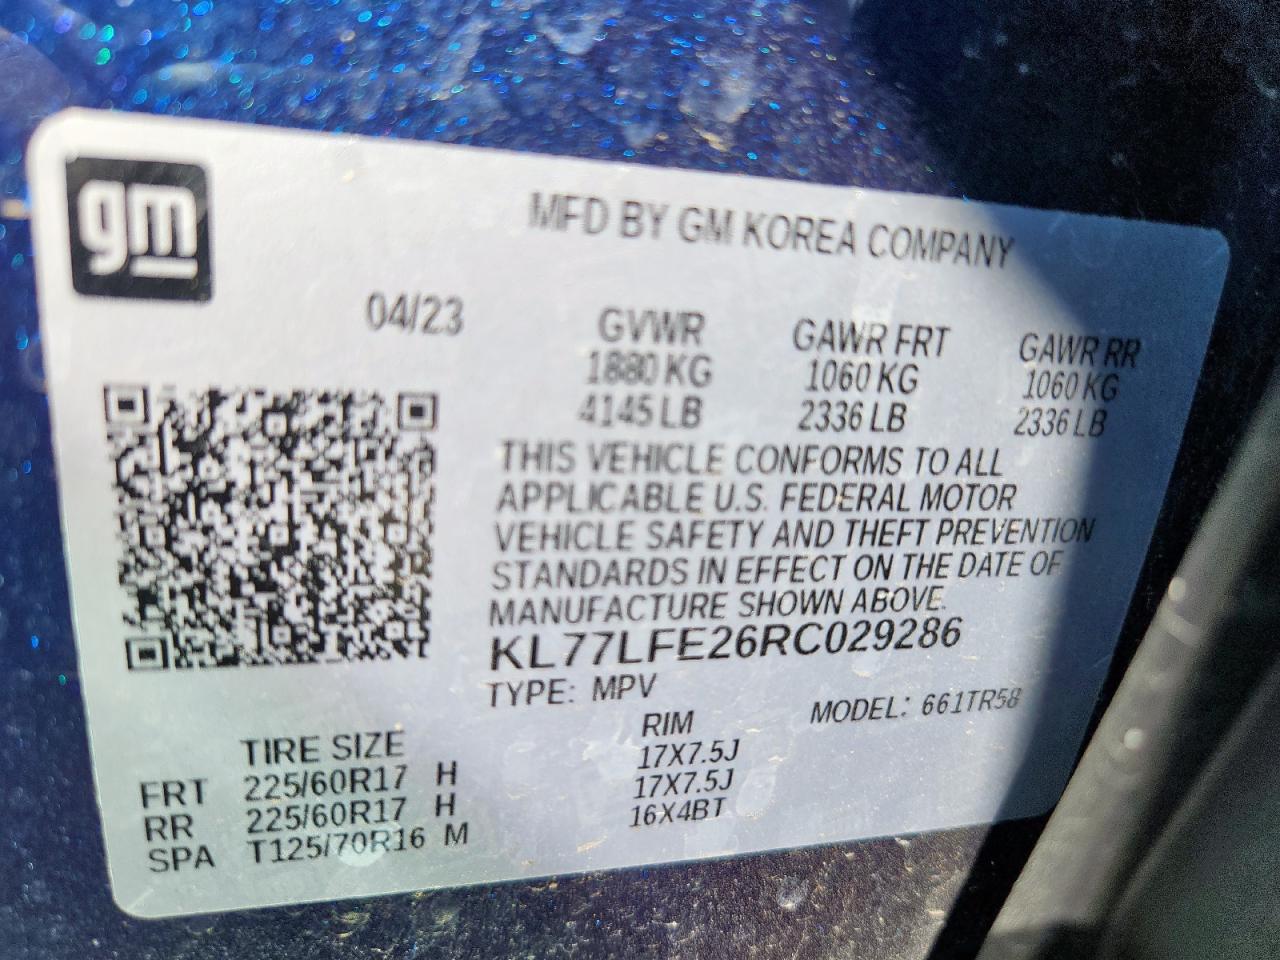 gm
MFD BY GM KOREA COMPANY
04/23
GVWR GAWR FRT GAWR RR
1880 KG 1060 KG 1060 KG
4145 LB 2336 LB 2336 LB
THIS VEHICLE CONFORMS TO ALL
APPLICABLE U.S. FEDERAL MOTOR
VEHICLE SAFETY AND THEFT PREVENTION
STANDARDS IN EFFECT ON THE DATE OF
MANUFACTURE SHOWN ABOVE.
KL77LFE26RC029286
TYPE: MPV MODEL: 661TR58
TIRE SIZE RIM
FRT 225/60R17 H 17X7.5J
RR 225/60R17 H 17X7.5J
SPA T125/70R16 M 16X4BT